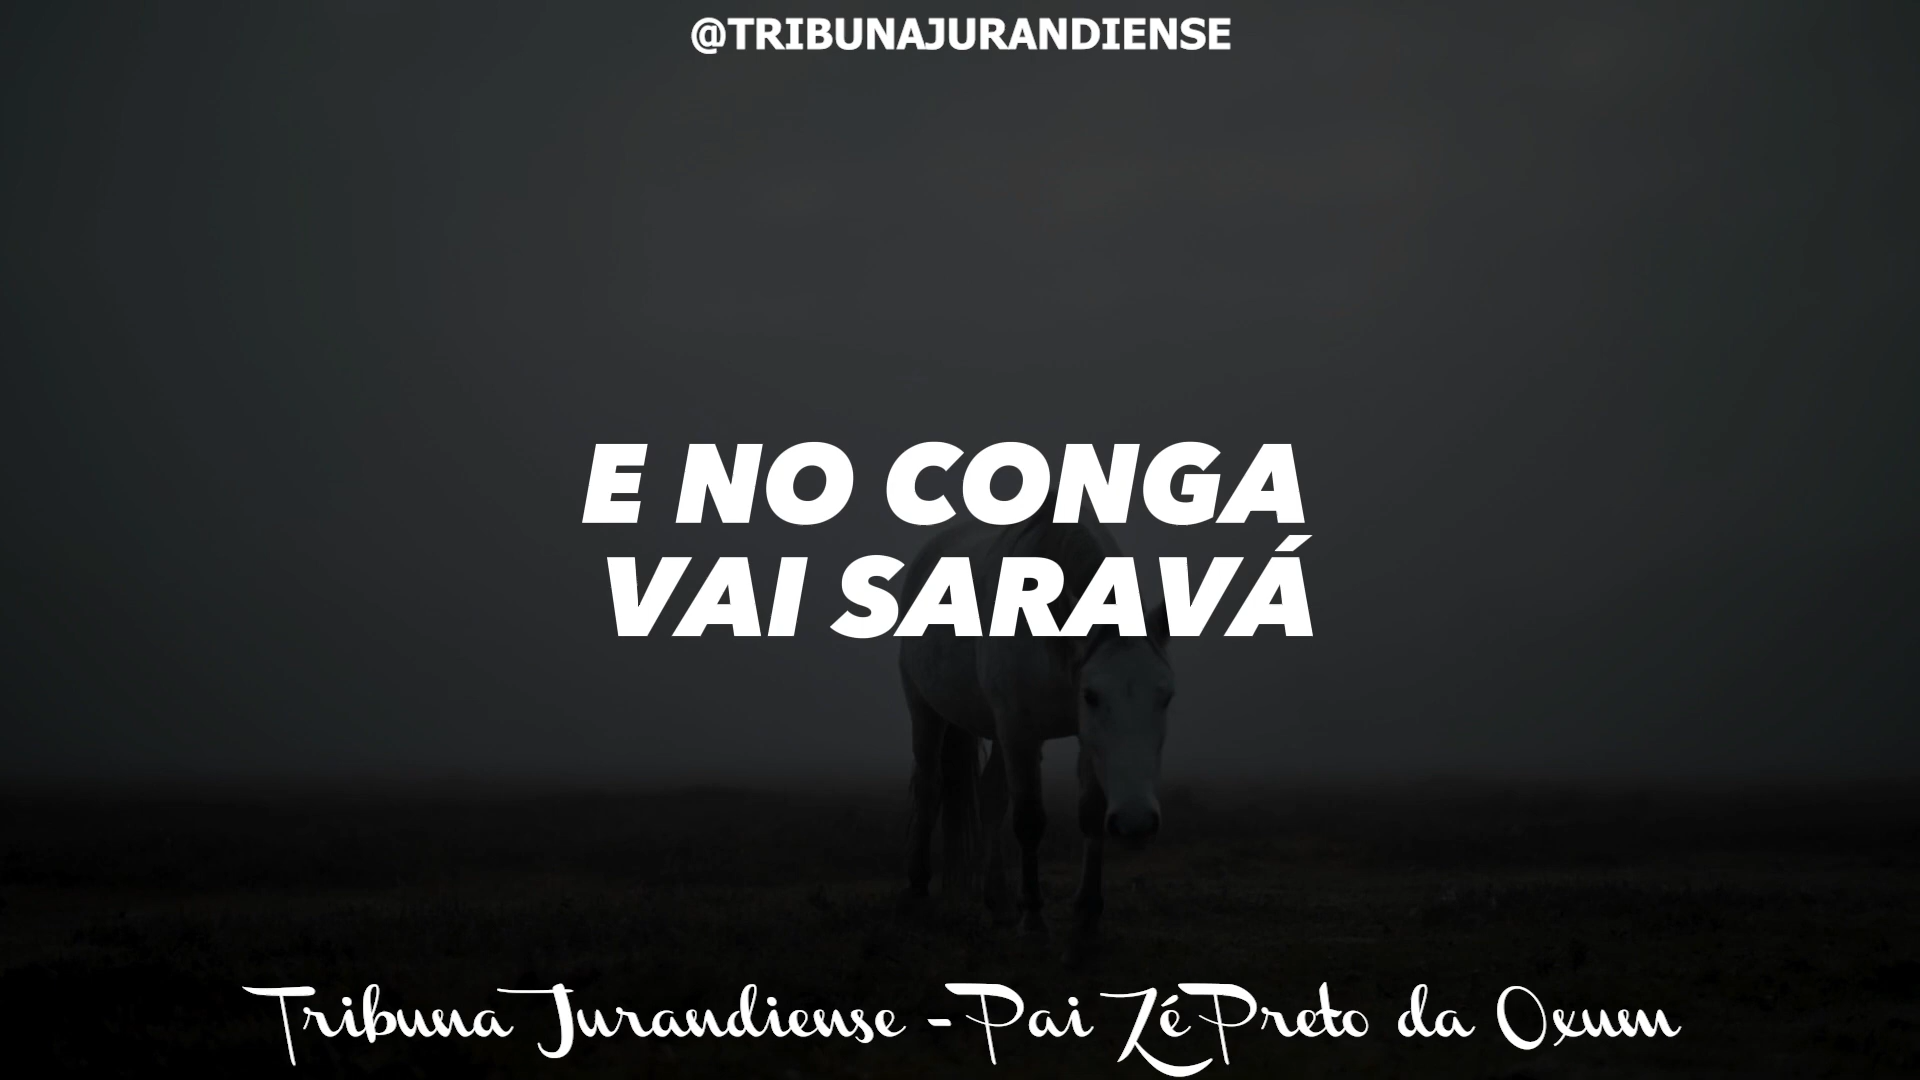 @TRIBUNAJURANDIENSE
E NO CONGA
VAI SARAVÁ
Tribuna Jurandiense - Pai Zé Preto da Oxum